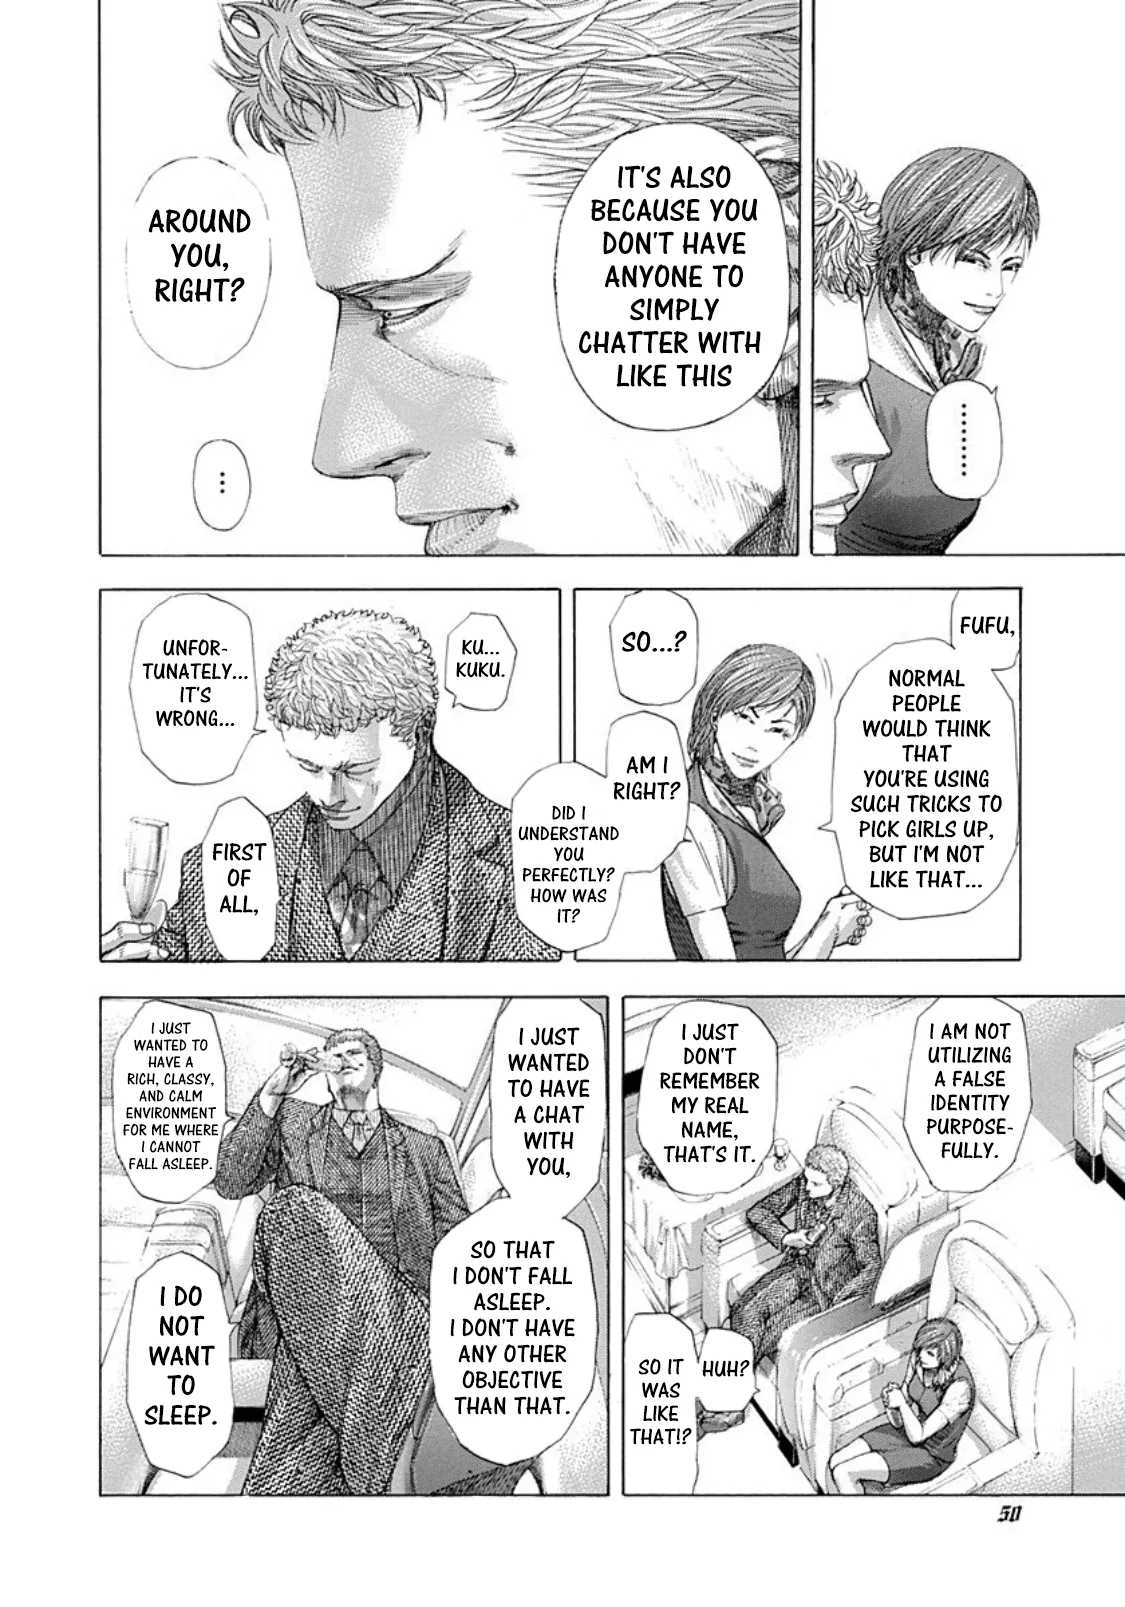 .........
IT'S ALSO
BECAUSE YOU
DON'T HAVE
ANYONE TO
SIMPLY
CHATTER WITH
LIKE THIS
AROUND
YOU,
RIGHT?
...
FUFU,
NORMAL
PEOPLE
WOULD THINK
THAT
YOU'RE USING
SUCH TRICKS TO
PICK GIRLS UP,
BUT I'M NOT
LIKE THAT...
SO...?
AM I
RIGHT?
DID I
UNDERSTAND
YOU
PERFECTLY?
HOW WAS
IT?
KU...
KUKU.
UNFOR-
TUNATELY...
IT'S
WRONG...
FIRST
OF
ALL,
I AM NOT
UTILIZING
A FALSE
IDENTITY
PURPOSE-
FULLY.
I JUST
DON'T
REMEMBER
MY REAL
NAME,
THAT'S IT.
HUH?
SO IT
WAS
LIKE
THAT!?
I JUST
WANTED
TO HAVE
A CHAT
WITH
YOU,
SO THAT
I DON'T FALL
ASLEEP.
I DON'T HAVE
ANY OTHER
OBJECTIVE
THAN THAT.
I JUST
WANTED TO
HAVE A
RICH, CLASSY,
AND CALM
ENVIRONMENT
FOR ME WHERE
I CANNOT
FALL ASLEEP.
I DO
NOT
WANT
TO
SLEEP.
50